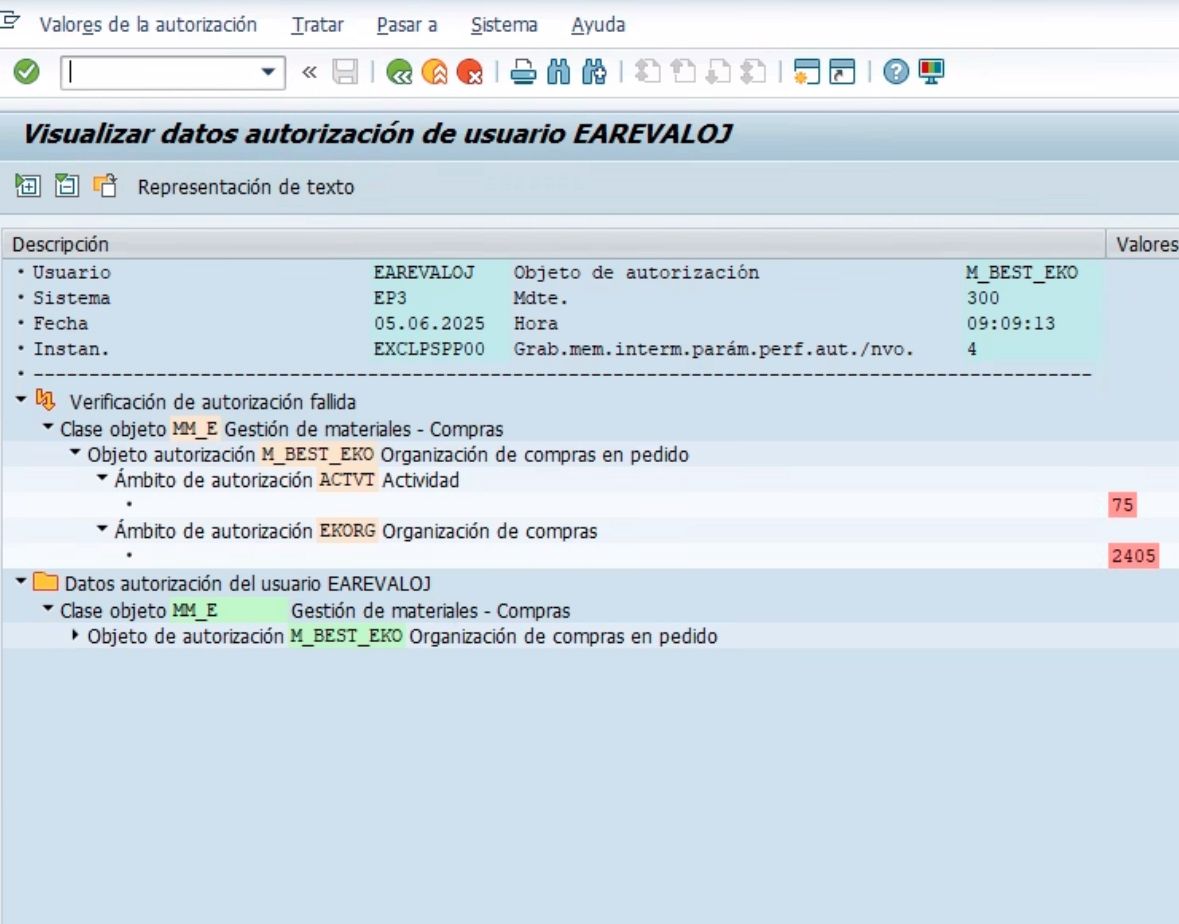 Valores de la autorización Tratar Pasar a Sistema Ayuda
Visualizar datos autorización de usuario EAREVALOJ
Representación de texto
Descripción Valores
• Usuario EAREVALOJ Objeto de autorización M_BEST_EKO
• Sistema EP3 Mdte. 300
• Fecha 05.06.2025 Hora 09:09:13
• Instan. EXCLPSPP00 Grab.mem.interm.parám.perf.aut./nvo. 4
Verificación de autorización fallida
Clase objeto MM_E Gestión de materiales - Compras
Objeto autorización M_BEST_EKO Organización de compras en pedido
Ámbito de autorización ACTVT Actividad
75
Ámbito de autorización EKORG Organización de compras
2405
Datos autorización del usuario EAREVALOJ
Clase objeto MM_E Gestión de materiales - Compras
Objeto de autorización M_BEST_EKO Organización de compras en pedido